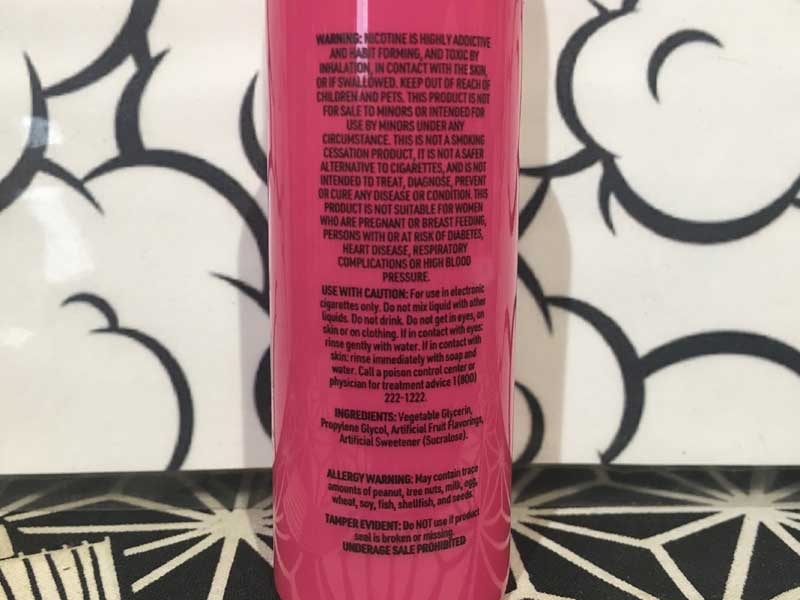 WARNING: NICOTINE IS HIGHLY ADDICTIVE
AND HABIT FORMING, AND TOXIC BY
INHALATION, IN CONTACT WITH THE SKIN,
OR IF SWALLOWED. KEEP OUT OF REACH OF
CHILDREN AND PETS. THIS PRODUCT IS NOT
FOR SALE TO MINORS OR INTENDED FOR
USE BY MINORS UNDER ANY
CIRCUMSTANCE. THIS IS NOT A SMOKING
CESSATION PRODUCT, IT IS NOT A SAFER
ALTERNATIVE TO CIGARETTES, AND IS NOT
INTENDED TO TREAT, DIAGNOSE, PREVENT
OR CURE ANY DISEASE OR CONDITION. THIS
PRODUCT IS NOT SUITABLE FOR WOMEN
WHO ARE PREGNANT OR BREAST FEEDING,
PERSONS WITH OR AT RISK OF DIABETES,
HEART DISEASE, RESPIRATORY
COMPLICATIONS OR HIGH BLOOD
PRESSURE.
USE WITH CAUTION: For use in electronic
cigarettes only. Do not mix liquid with other
liquids. Do not drink. Do not get in eyes, on
skin or on clothing. If in contact with eyes:
rinse gently with water. If in contact with
skin: rinse immediately with soap and
water. Call a poison control center or
physician for treatment advice 1 (800)
222-1222.
INGREDIENTS: Vegetable Glycerin,
Propylene Glycol, Artificial Fruit Flavorings,
Artificial Sweetener (Sucralose).
ALLERGY WARNING: May contain trace
amounts of peanut, tree nuts, milk, egg,
wheat, soy, fish, shellfish, and seeds.
TAMPER EVIDENT: Do NOT use if product
seal is broken or missing.
UNDERAGE SALE PROHIBITED